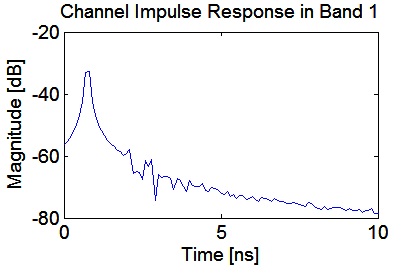 Channel Impulse Response in Band 1
-20
-40
-60
-80
Magnitude [dB]
0
5
10
Time [ns]